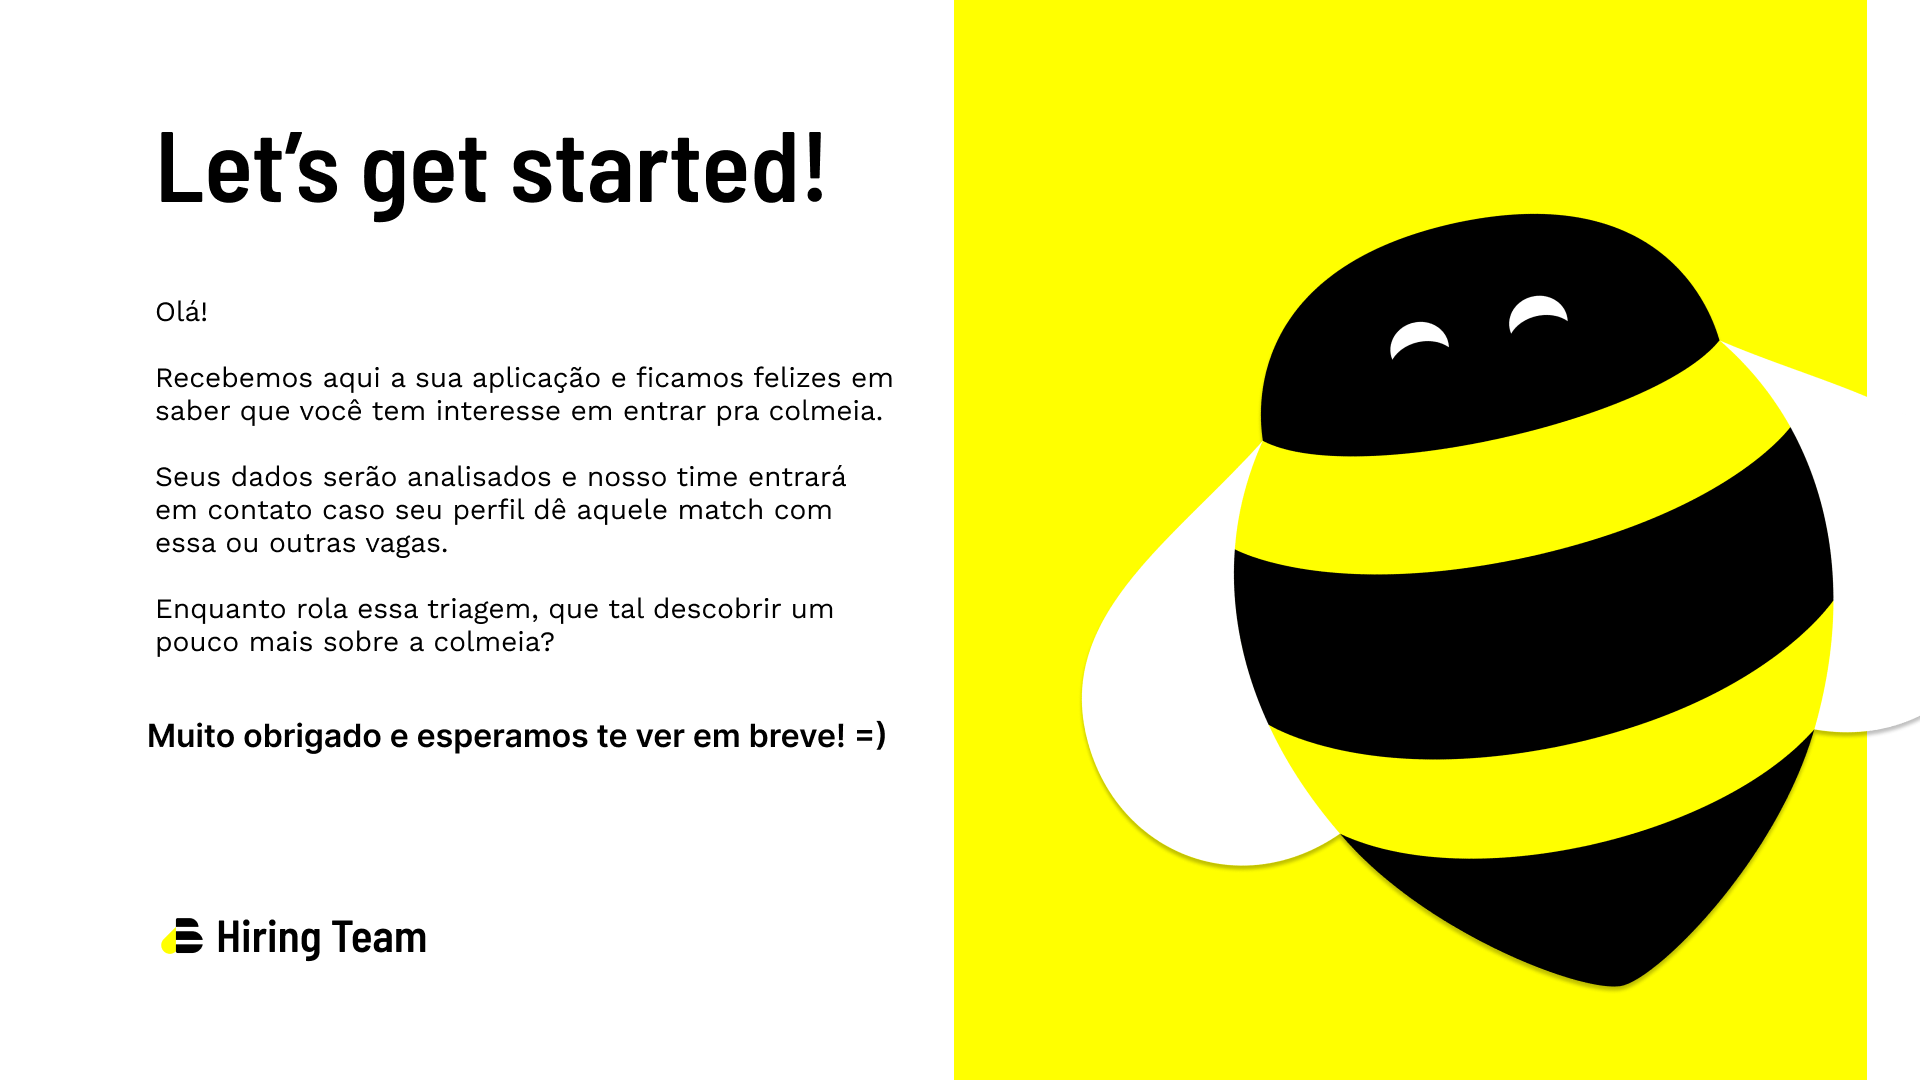 Let’s get started!
Olá!
Recebemos aqui a sua aplicação e ficamos felizes em
saber que você tem interesse em entrar pra colmeia.
Seus dados serão analisados e nosso time entrará
em contato caso seu perfil dê aquele match com
essa ou outras vagas.
Enquanto rola essa triagem, que tal descobrir um
pouco mais sobre a colmeia?
Muito obrigado e esperamos te ver em breve! =)
Hiring Team